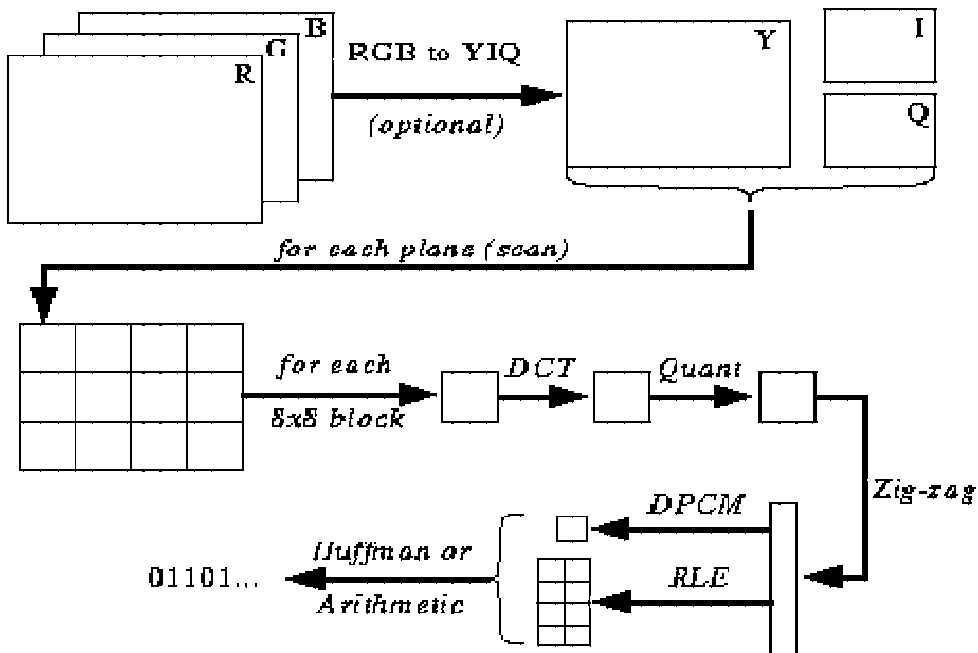 B
G
R
RGB to YIQ
(optional)
Y
I
Q
for each plane (scan)
for each
8x8 block
DCT
Quant
Zig-zag
DPCM
RLE
Huffman or
Arithmetic
01101...